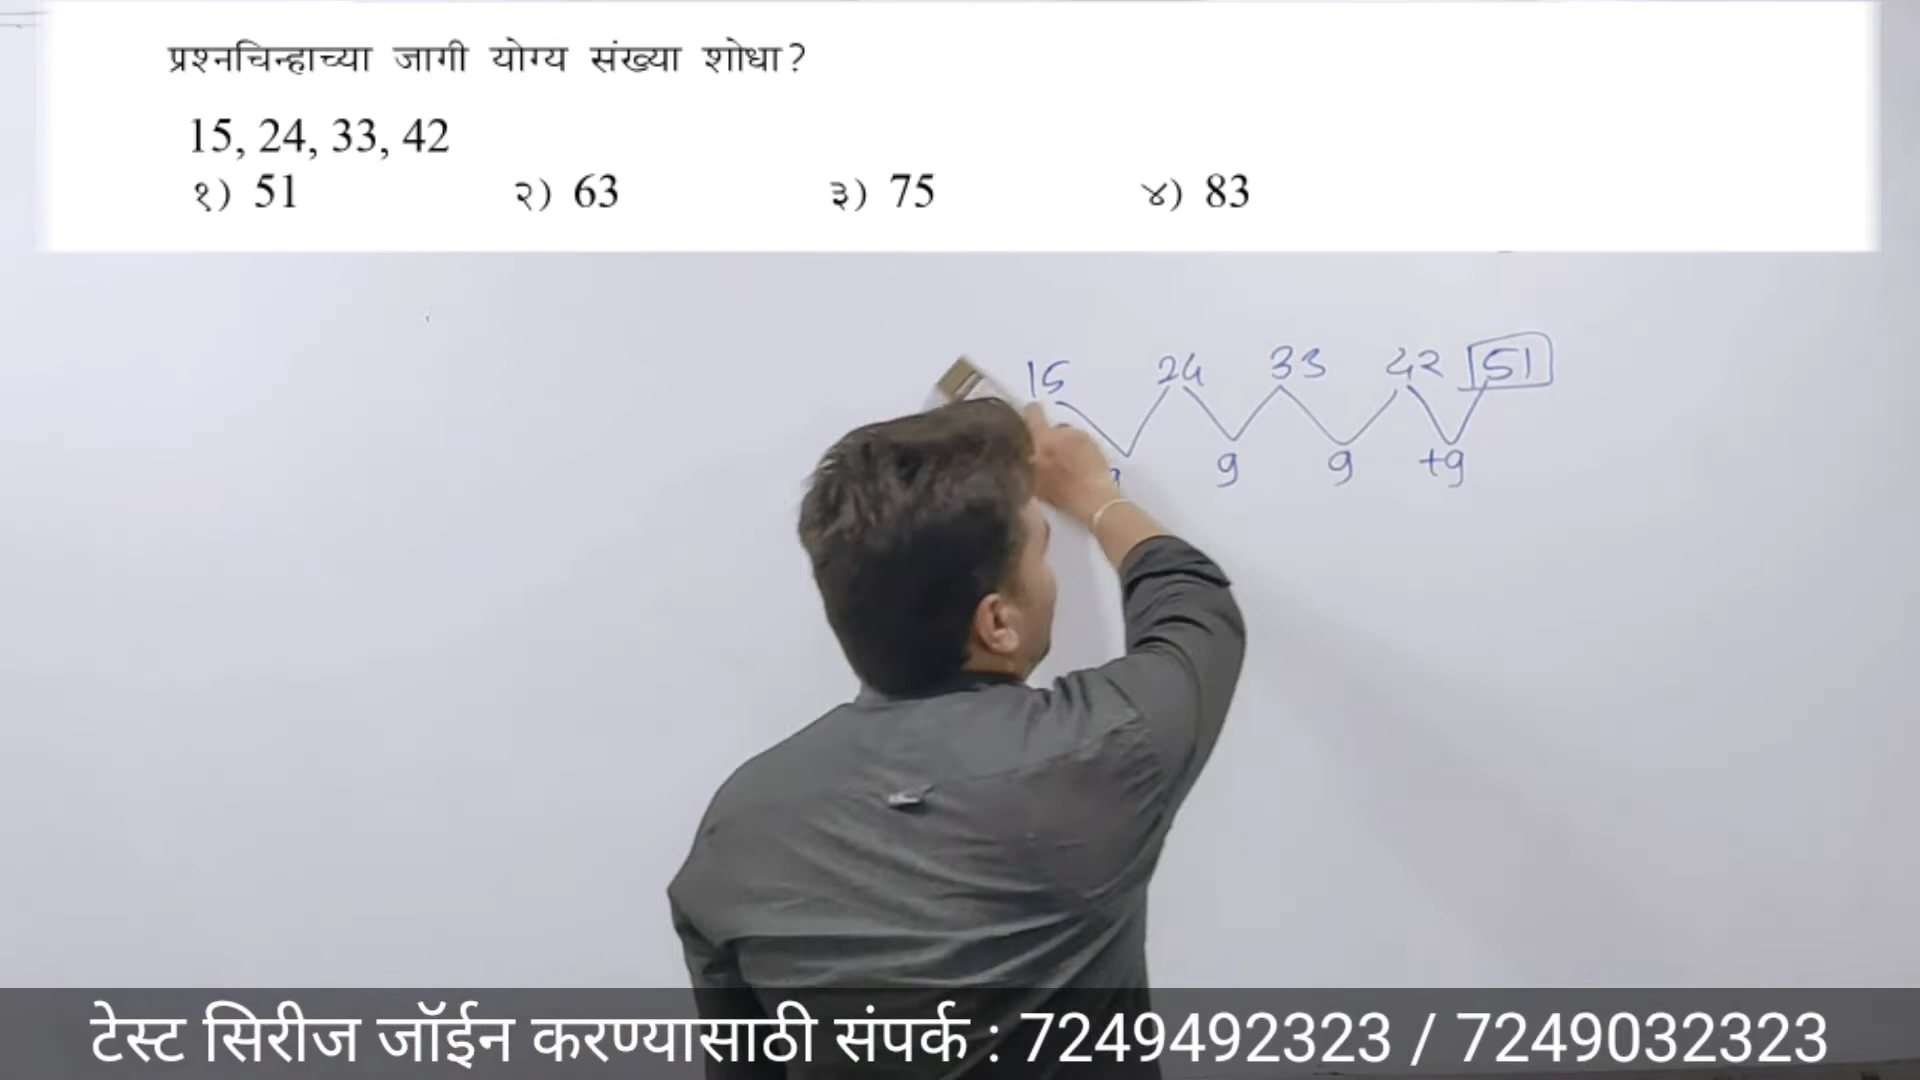 प्रश्नचिन्हाच्या जागी योग्य संख्या शोधा?
15, 24, 33, 42
१) 51 २) 63 ३) 75 ४) 83
15 24 33 42 51
9 9 +9
टेस्ट सिरीज जॉईन करण्यासाठी संपर्क : 7249492323 / 7249032323